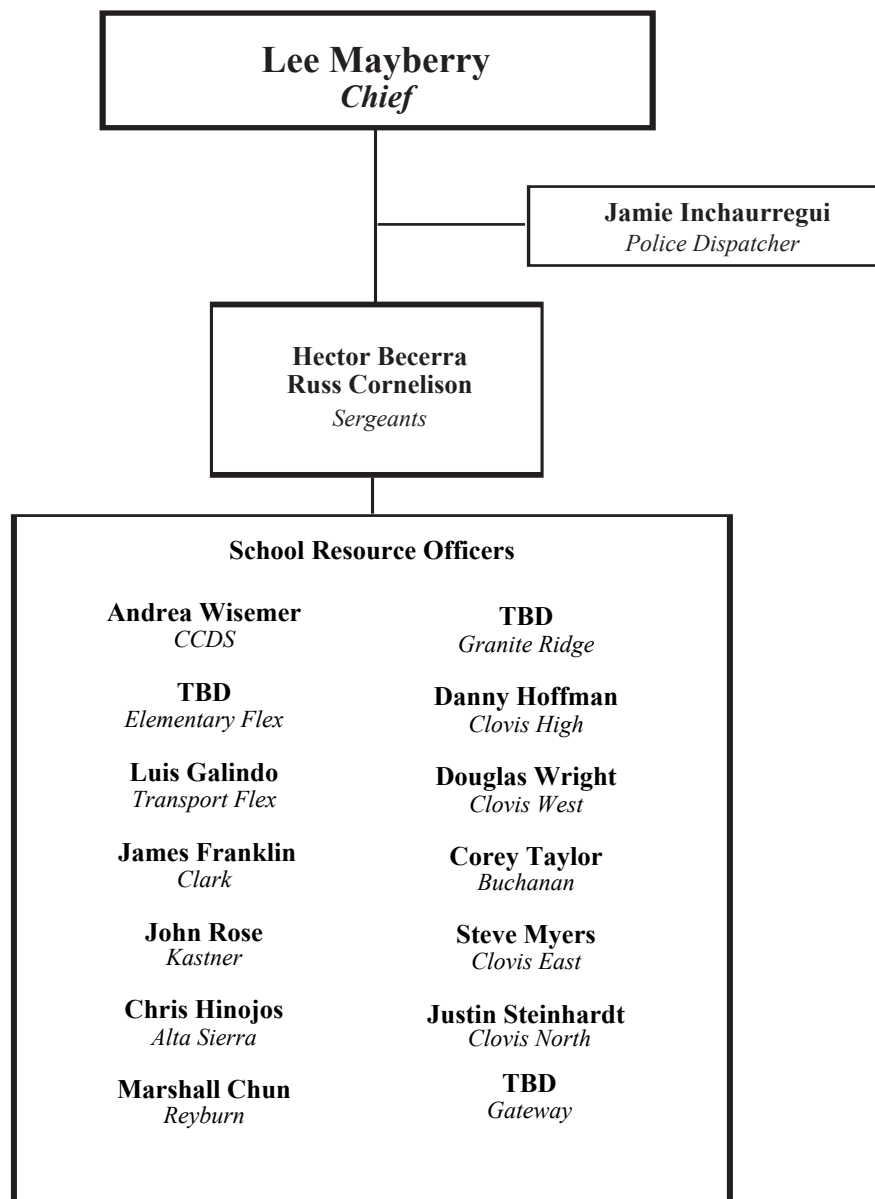 Lee Mayberry
Chief
Jamie Inchaurregui
Police Dispatcher
Hector Becerra
Russ Cornelison
Sergeants
School Resource Officers
Andrea Wisemer
CCDS
TBD
Elementary Flex
Luis Galindo
Transport Flex
James Franklin
Clark
John Rose
Kastner
Chris Hinojos
Alta Sierra
Marshall Chun
Reyburn
TBD
Granite Ridge
Danny Hoffman
Clovis High
Douglas Wright
Clovis West
Corey Taylor
Buchanan
Steve Myers
Clovis East
Justin Steinhardt
Clovis North
TBD
Gateway